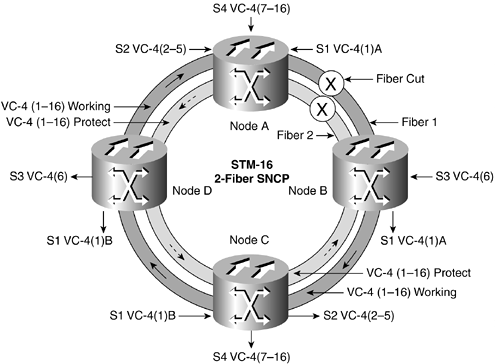 S4 VC-4(7–16)
S2 VC-4(2–5)
S1 VC-4(1)A
X
Fiber Cut
VC-4 (1–16) Working
X
VC-4 (1–16) Protect
Node A
Fiber 2
Fiber 1
STM-16
2-Fiber SNCP
S3 VC-4(6)
Node D
Node B
S3 VC-4(6)
S1 VC-4(1)B
Node C
S1 VC-4(1)A
VC-4 (1–16) Protect
VC-4 (1–16) Working
S1 VC-4(1)B
S2 VC-4(2–5)
S4 VC-4(7–16)